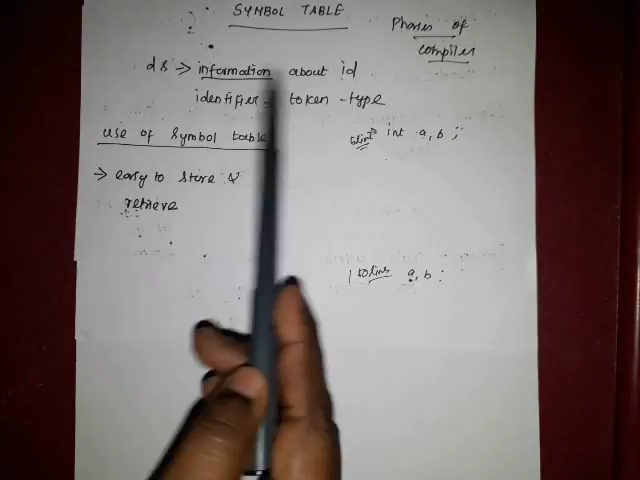 SYMBOL TABLE
Phases of
compiler
ds → information about id
identifier - token - type
use of Symbol table
int a, b ;
→ easy to store &
retrieve
a, b ;